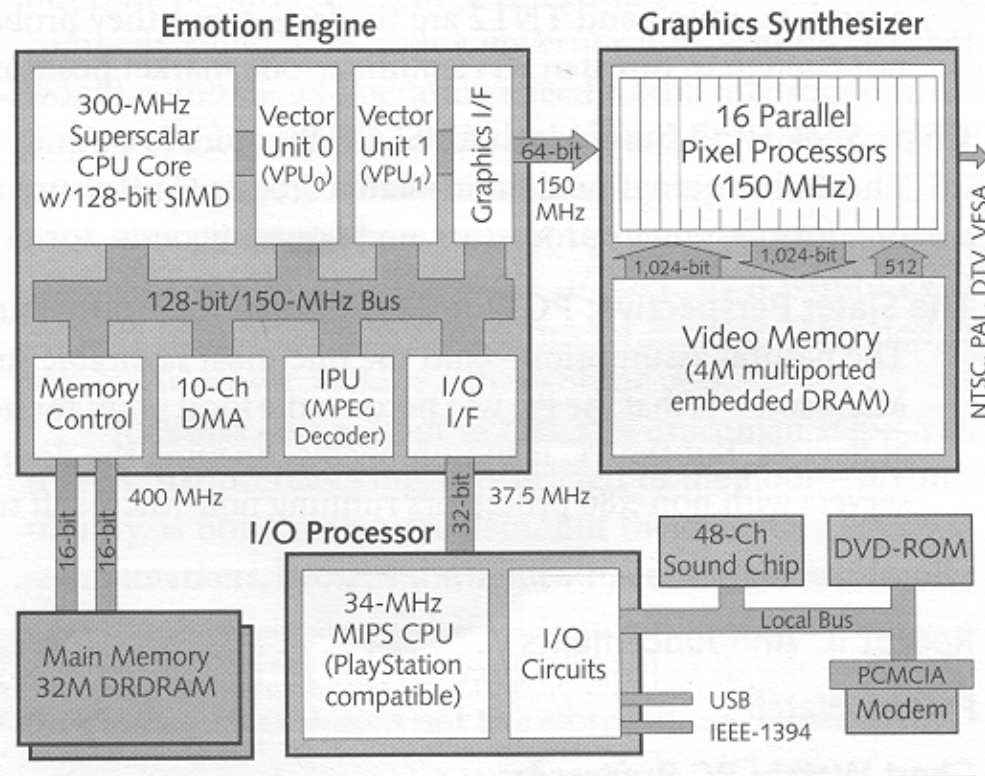 Emotion Engine
Graphics Synthesizer
300-MHz
Superscalar
CPU Core
w/128-bit SIMD
Vector
Unit 0
(VPU0)
Vector
Unit 1
(VPU1)
Graphics I/F
64-bit
150
MHz
16 Parallel
Pixel Processors
(150 MHz)
1,024-bit
1,024-bit
512
NTSC, PAL, DTV, VESA
128-bit/150-MHz Bus
Video Memory
(4M multiported
embedded DRAM)
Memory
Control
10-Ch
DMA
IPU
(MPEG
Decoder)
I/O
I/F
16-bit
16-bit
400 MHz
32-bit
37.5 MHz
I/O Processor
48-Ch
Sound Chip
DVD-ROM
34-MHz
MIPS CPU
(PlayStation
compatible)
I/O
Circuits
Local Bus
Main Memory
32M DRDRAM
PCMCIA
Modem
USB
IEEE-1394